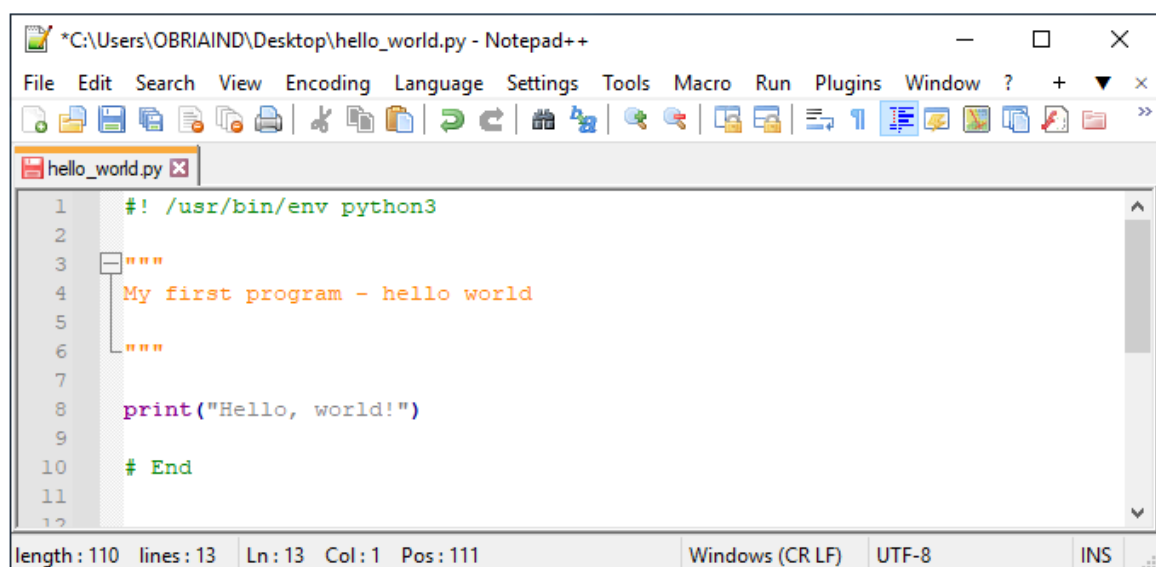 *C:\Users\OBRIAIND\Desktop\hello_world.py - Notepad++
File Edit Search View Encoding Language Settings Tools Macro Run Plugins Window ? + ▼ ×
hello_world.py
1 #! /usr/bin/env python3
2
3 """
4 My first program - hello world
5
6 """
7
8 print("Hello, world!")
9
10 # End
11
12
length : 110 lines : 13 Ln : 13 Col : 1 Pos : 111 Windows (CR LF) UTF-8 INS